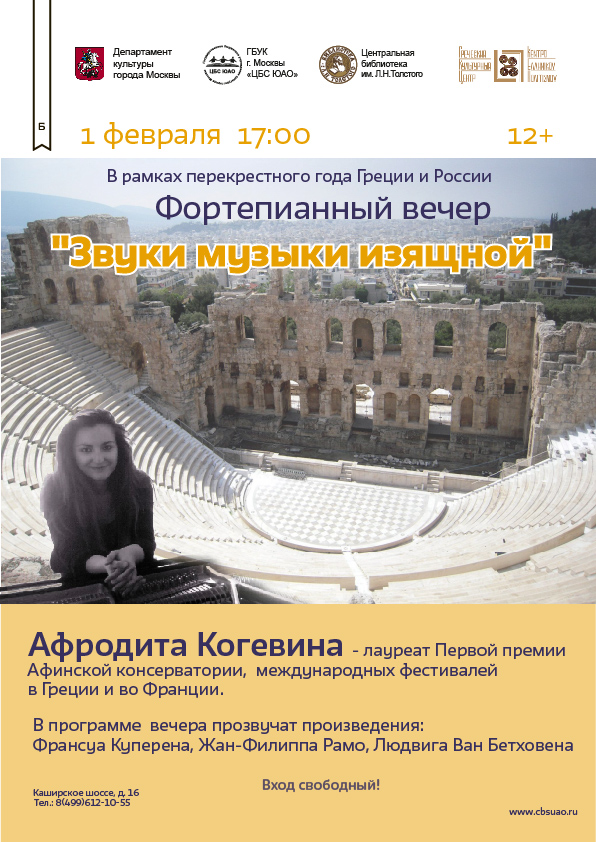 Департамент
культуры
города Москвы
ЦБС ЮАО
ГБУК
г. Москвы
«ЦБС ЮАО»
Центральная
библиотека
им. Л.Н.Толстого
Греческий
Культурный
Центр
Б
1 февраля 17:00
12+
В рамках перекрестного года Греции и России
Фортепианный вечер
"Звуки музыки изящной"
Афродита Когевина - лауреат Первой премии
Афинской консерватории, международных фестивалей
в Греции и во Франции.
В программе вечера прозвучат произведения:
Франсуа Куперена, Жан-Филиппа Рамо, Людвига Ван Бетховена
Вход свободный!
Каширское шоссе, д. 16
Тел.: 8(499)612-10-55
www.cbsuao.ru